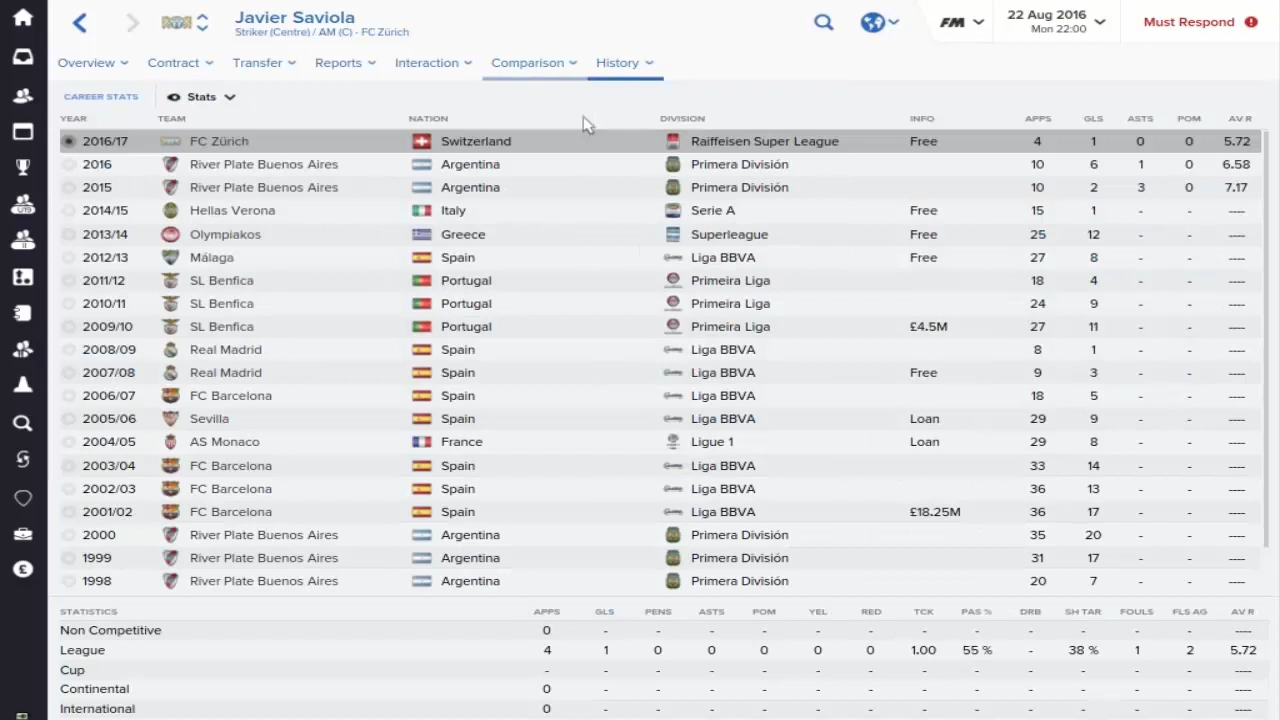 Javier Saviola
Striker (Centre) / AM (C) - FC Zürich
FM
22 Aug 2016
Mon 22:00
Must Respond
Overview Contract Transfer Reports Interaction Comparison History
CAREER STATS Stats
YEAR TEAM NATION DIVISION INFO APPS GLS ASTS POM AV R
2016/17 FC Zürich Switzerland Raiffeisen Super League Free 4 1 0 0 5.72
2016 River Plate Buenos Aires Argentina Primera División 10 6 1 0 6.58
2015 River Plate Buenos Aires Argentina Primera División 10 2 3 0 7.17
2014/15 Hellas Verona Italy Serie A Free 15 1 - - ----
2013/14 Olympiakos Greece Superleague Free 25 12 - - ----
2012/13 Málaga Spain Liga BBVA Free 27 8 - - ----
2011/12 SL Benfica Portugal Primeira Liga 18 4 - - ----
2010/11 SL Benfica Portugal Primeira Liga 24 9 - - ----
2009/10 SL Benfica Portugal Primeira Liga £4.5M 27 11 - - ----
2008/09 Real Madrid Spain Liga BBVA 8 1 - - ----
2007/08 Real Madrid Spain Liga BBVA Free 9 3 - - ----
2006/07 FC Barcelona Spain Liga BBVA 18 5 - - ----
2005/06 Sevilla Spain Liga BBVA Loan 29 9 - - ----
2004/05 AS Monaco France Ligue 1 Loan 29 8 - - ----
2003/04 FC Barcelona Spain Liga BBVA 33 14 - - ----
2002/03 FC Barcelona Spain Liga BBVA 36 13 - - ----
2001/02 FC Barcelona Spain Liga BBVA £18.25M 36 17 - - ----
2000 River Plate Buenos Aires Argentina Primera División 35 20 - - ----
1999 River Plate Buenos Aires Argentina Primera División 31 17 - - ----
1998 River Plate Buenos Aires Argentina Primera División 20 7 - - ----
STATISTICS APPS GLS PENS ASTS POM YEL RED TCK PAS % DRB SH TAR FOULS FLS AG AV R
Non Competitive 0 - - - - - - - - - - - - ----
League 4 1 0 0 0 0 0 1.00 55 % - 38 % 1 2 5.72
Cup - - - - - - - - - - - - - ----
Continental 0 - - - - - - - - - - - - ----
International 0 - - - - - - - - - - - - ----